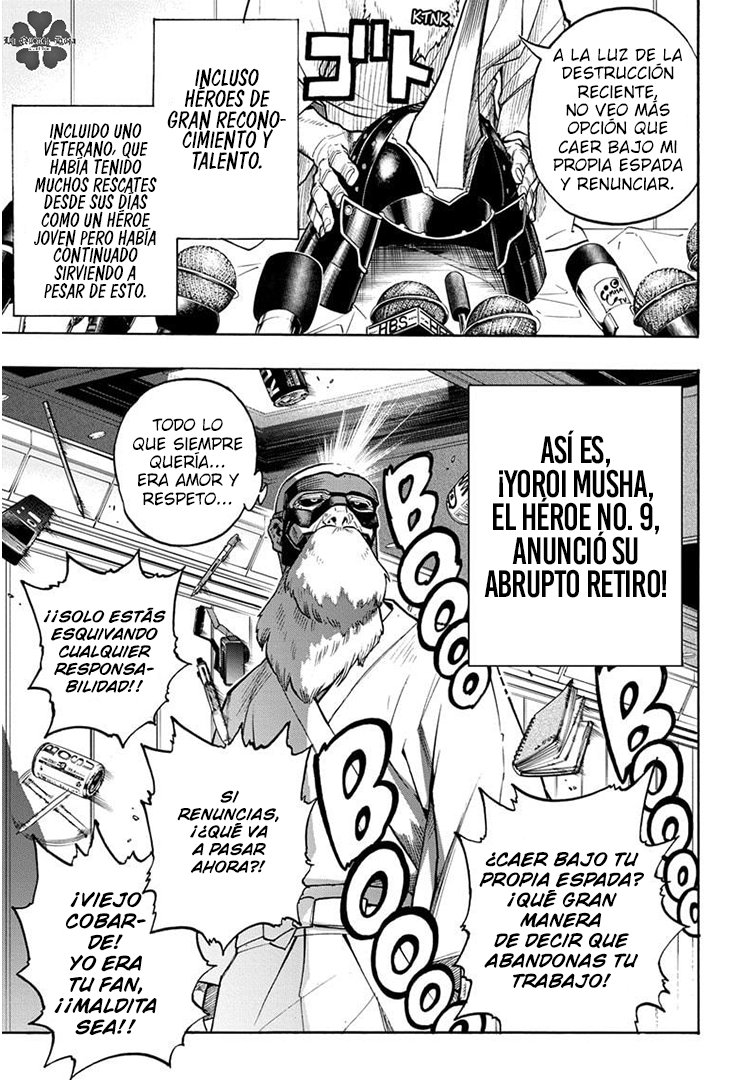 KTNK
ゴト
A LA LUZ DE LA
DESTRUCCIÓN
RECIENTE,
NO VEO MÁS
OPCIÓN QUE
CAER BAJO MI
PROPIA ESPADA
Y RENUNCIAR.
INCLUSO
HÉROES DE
GRAN RECONO-
CIMIENTO Y
TALENTO.
INCLUIDO UNO
VETERANO, QUE
HABÍA TENIDO
MUCHOS RESCATES
DESDE SUS DÍAS
COMO UN HÉROE
JOVEN PERO HABÍA
CONTINUADO
SIRVIENDO A
PESAR DE ESTO.
HBS
TV
ASÍ ES,
¡YOROI MUSHA,
EL HÉROE NO. 9,
ANUNCIÓ SU
ABRUPTO RETIRO!
TODO LO
QUE SIEMPRE
QUERÍA...
ERA AMOR Y
RESPETO...
BOOOOO
BOOOO
BOOOOO
¡¡SOLO ESTÁS
ESQUIVANDO
CUALQUIER
RESPONSA-
BILIDAD!!
SI
RENUNCIAS,
¡¿QUÉ VA
A PASAR
AHORA?!
¿CAER BAJO TU
PROPIA ESPADA?
¡QUÉ GRAN
MANERA
DE DECIR QUE
ABANDONAS TU
TRABAJO!
¡VIEJO
COBAR-
DE!
YO ERA
TU FAN,
¡¡MALDITA
SEA!!